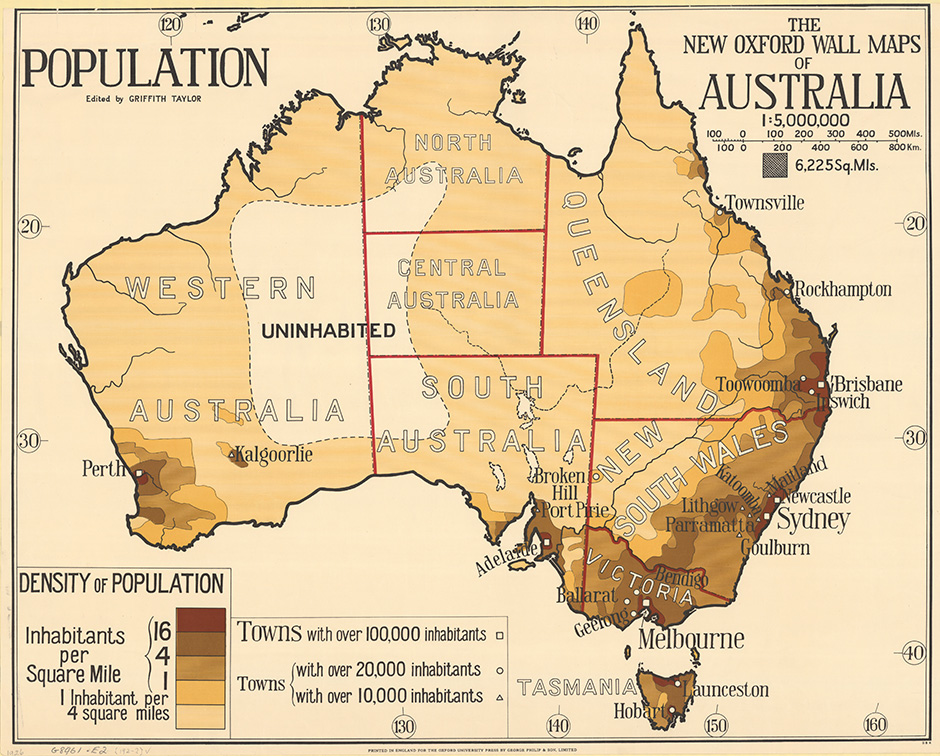 120
130
140
POPULATION
Edited by GRIFFITH TAYLOR
THE
NEW OXFORD WALL MAPS
OF
AUSTRALIA
1:5,000,000
100 0 100 200 300 400 500 Mls.
100 0 200 400 600 800 Km.
6,225 Sq. Mls.
NORTH
AUSTRALIA
20
20
Townsville
QUEENSLAND
WESTERN
AUSTRALIA
CENTRAL
AUSTRALIA
Rockhampton
UNINHABITED
Toowoomba
Brisbane
Ipswich
SOUTH
AUSTRALIA
30
30
Kalgoorlie
Perth
NEW
SOUTH WALES
Broken
Hill
Port Pirie
Katoomba
Maitland
Newcastle
Lithgow
Parramatta
Sydney
Goulburn
Adelaide
VICTORIA
Bendigo
Ballarat
Geelong
Melbourne
40
TASMANIA
Launceston
Hobart
DENSITY OF POPULATION
Inhabitants
per
Square Mile
16
4
1
1 Inhabitant per
4 square miles
Towns with over 100,000 inhabitants
Towns
with over 20,000 inhabitants
with over 10,000 inhabitants
130
140
150
160
G8961.E2
PRINTED IN ENGLAND FOR THE OXFORD UNIVERSITY PRESS BY GEORGE PHILIP & SON, LIMITED